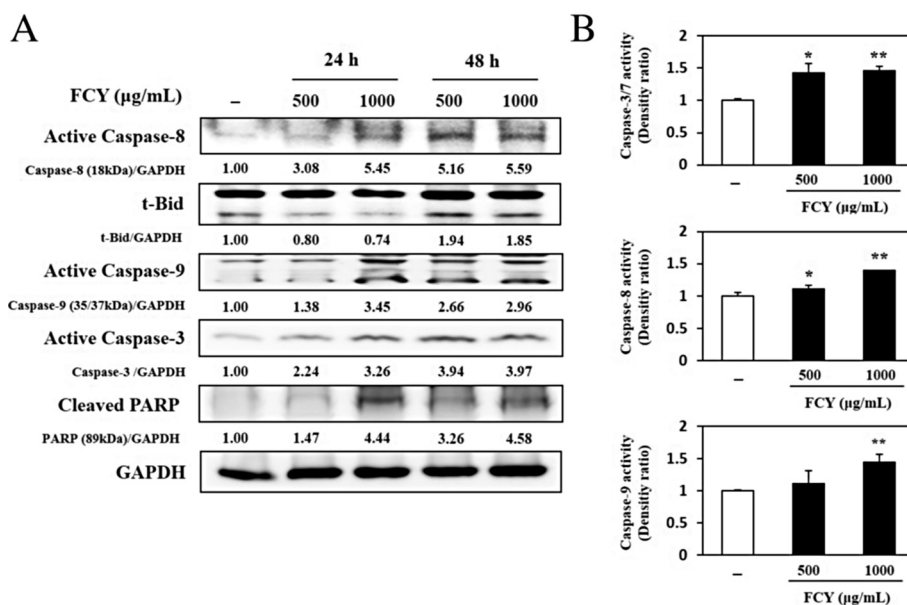 A
24 h 48 h
FCY (μg/mL) – 500 1000 500 1000
Active Caspase-8
Caspase-8 (18kDa)/GAPDH 1.00 3.08 5.45 5.16 5.59
t-Bid
t-Bid/GAPDH 1.00 0.80 0.74 1.94 1.85
Active Caspase-9
Caspase-9 (35/37kDa)/GAPDH 1.00 1.38 3.45 2.66 2.96
Active Caspase-3
Caspase-3 /GAPDH 1.00 2.24 3.26 3.94 3.97
Cleaved PARP
PARP (89kDa)/GAPDH 1.00 1.47 4.44 3.26 4.58
GAPDH
B
Caspase-3/7 activity
(Densitiy ratio)
2
1.5
1
0.5
0
* **
– 500 1000
FCY (μg/mL)
Caspase-8 activity
(Densitiy ratio)
2
1.5
1
0.5
0
* **
– 500 1000
FCY (μg/mL)
Caspase-9 activity
(Densitiy ratio)
2
1.5
1
0.5
0
**
– 500 1000
FCY (μg/mL)